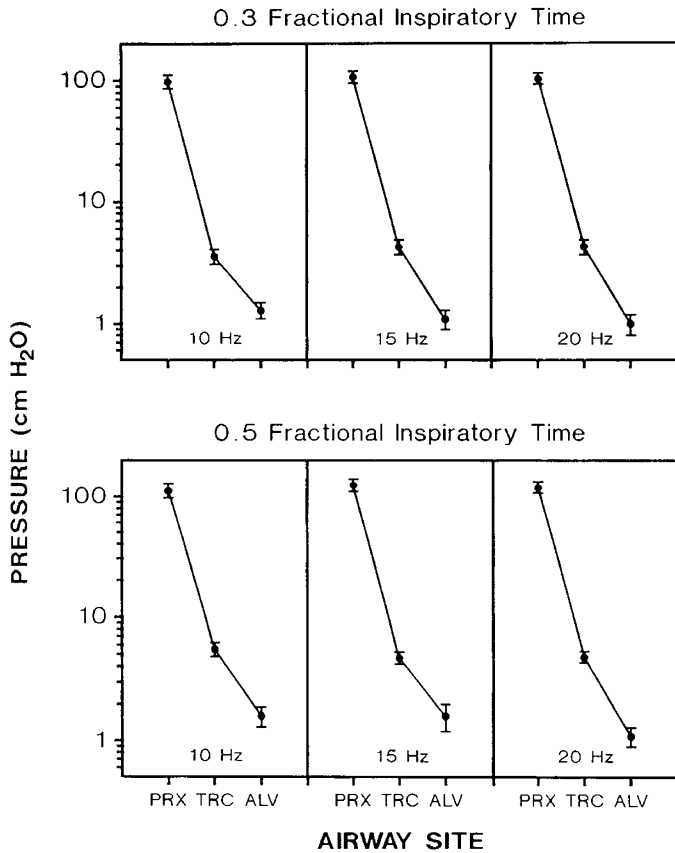 0.3 Fractional Inspiratory Time
100
10
1
10 Hz 15 Hz 20 Hz
0.5 Fractional Inspiratory Time
100
10
1
10 Hz 15 Hz 20 Hz
PRX TRC ALV PRX TRC ALV PRX TRC ALV
AIRWAY SITE
PRESSURE (cm H₂O)